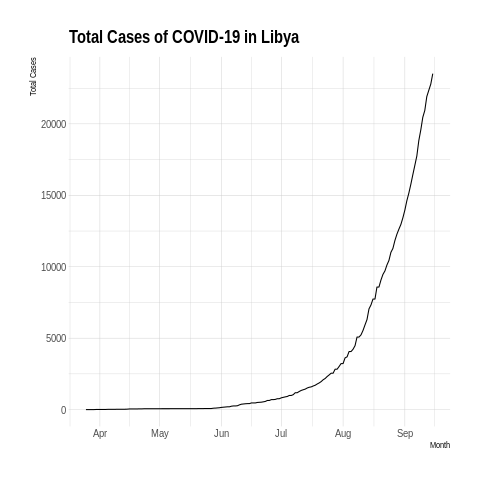 Total Cases of COVID-19 in Libya
Total Cases
20000
15000
10000
5000
0
Apr May Jun Jul Aug Sep
Month